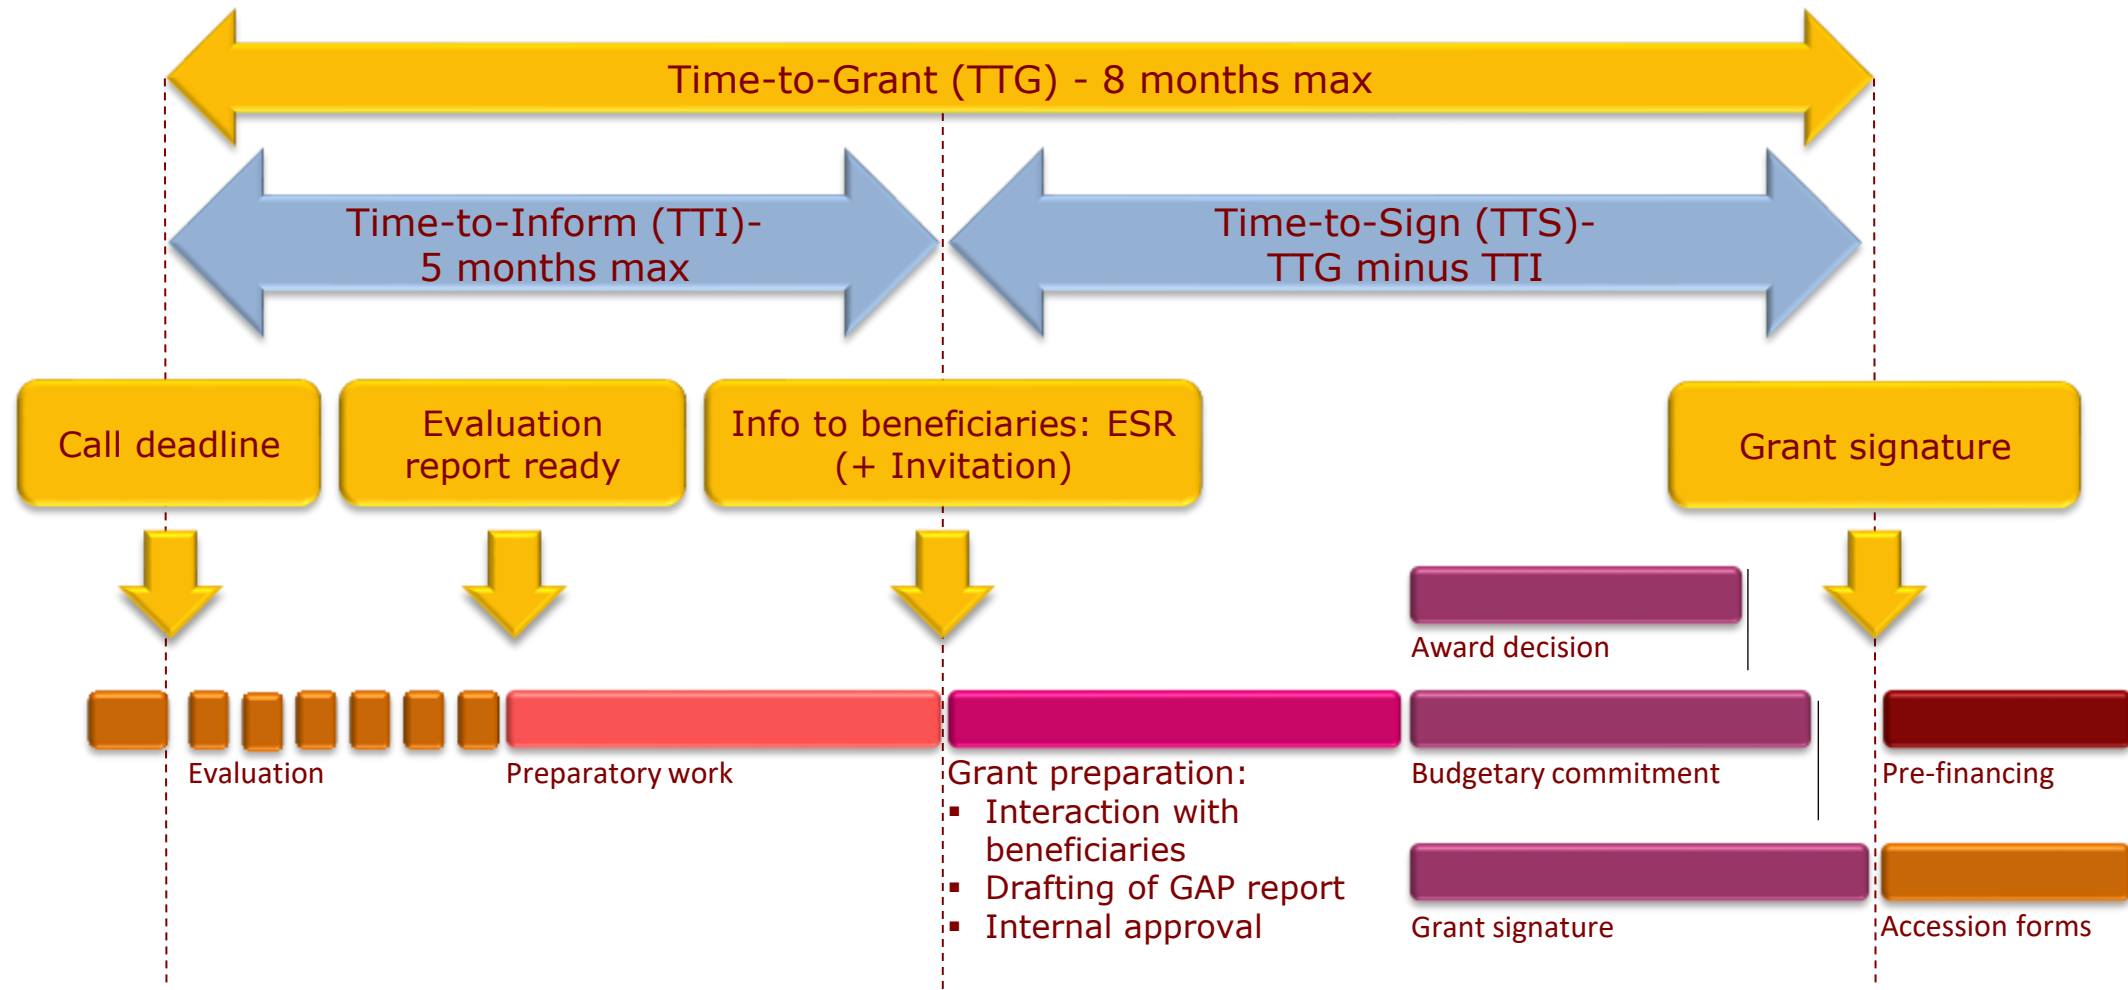 Time-to-Grant (TTG) - 8 months max
Time-to-Inform (TTI)-
5 months max
Time-to-Sign (TTS)-
TTG minus TTI
Call deadline
Evaluation
report ready
Info to beneficiaries: ESR
(+ Invitation)
Grant signature
Award decision
Evaluation
Preparatory work
Grant preparation:
▪ Interaction with
beneficiaries
▪ Drafting of GAP report
▪ Internal approval
Budgetary commitment
Pre-financing
Grant signature
Accession forms